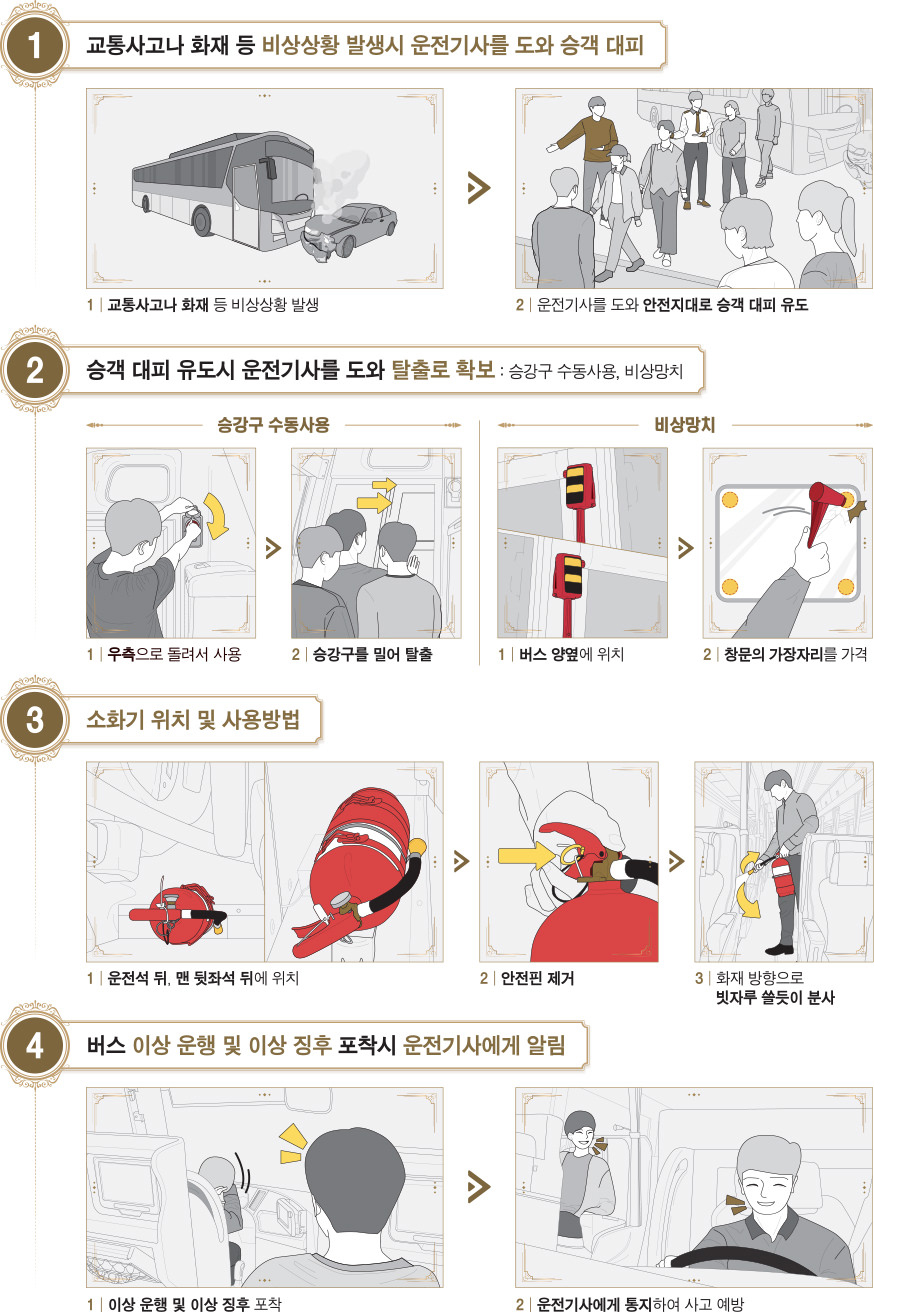 1
교통사고나 화재 등 비상상황 발생시 운전기사를 도와 승객 대피
1 | 교통사고나 화재 등 비상상황 발생
2 | 운전기사를 도와 안전지대로 승객 대피 유도
2
승객 대피 유도시 운전기사를 도와 탈출로 확보 : 승강구 수동사용, 비상망치
승강구 수동사용
비상망치
1 | 우측으로 돌려서 사용
2 | 승강구를 밀어 탈출
1 | 버스 양옆에 위치
2 | 창문의 가장자리를 가격
3
소화기 위치 및 사용방법
1 | 운전석 뒤, 맨 뒷좌석 뒤에 위치
2 | 안전핀 제거
3 | 화재 방향으로
빗자루 쓸듯이 분사
4
버스 이상 운행 및 이상 징후 포착시 운전기사에게 알림
1 | 이상 운행 및 이상 징후 포착
2 | 운전기사에게 통지하여 사고 예방